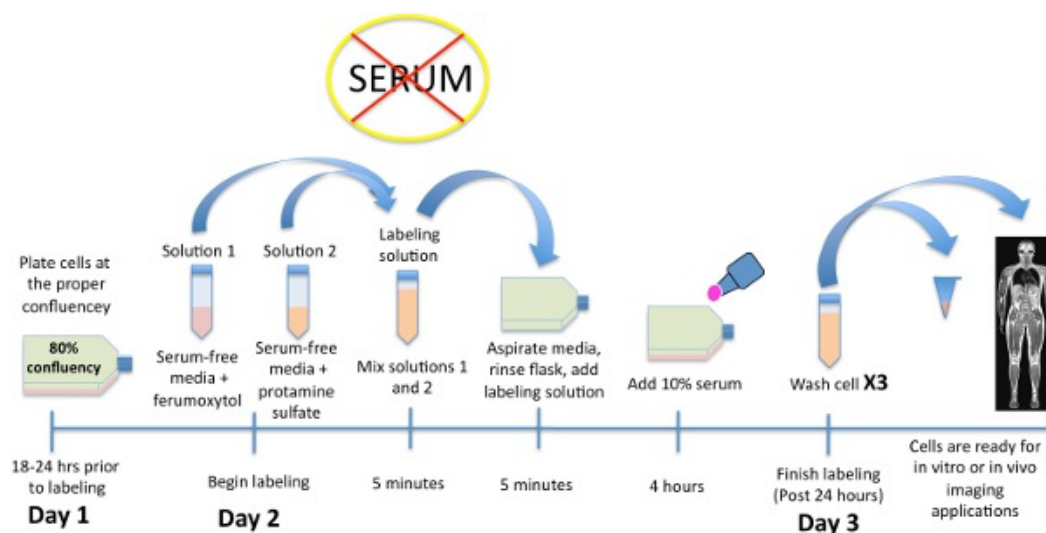 SERUM
Plate cells at
the proper
confluencey
80%
confluency
Solution 1
Serum-free
media +
ferumoxytol
Solution 2
Serum-free
media +
protamine
sulfate
Labeling
solution
Mix solutions 1
and 2
Aspirate media,
rinse flask, add
labeling solution
Add 10% serum
Wash cell X3
18-24 hrs prior
to labeling
Day 1
Begin labeling
Day 2
5 minutes
5 minutes
4 hours
Finish labeling
(Post 24 hours)
Day 3
Cells are ready for
in vitro or in vivo
imaging
applications